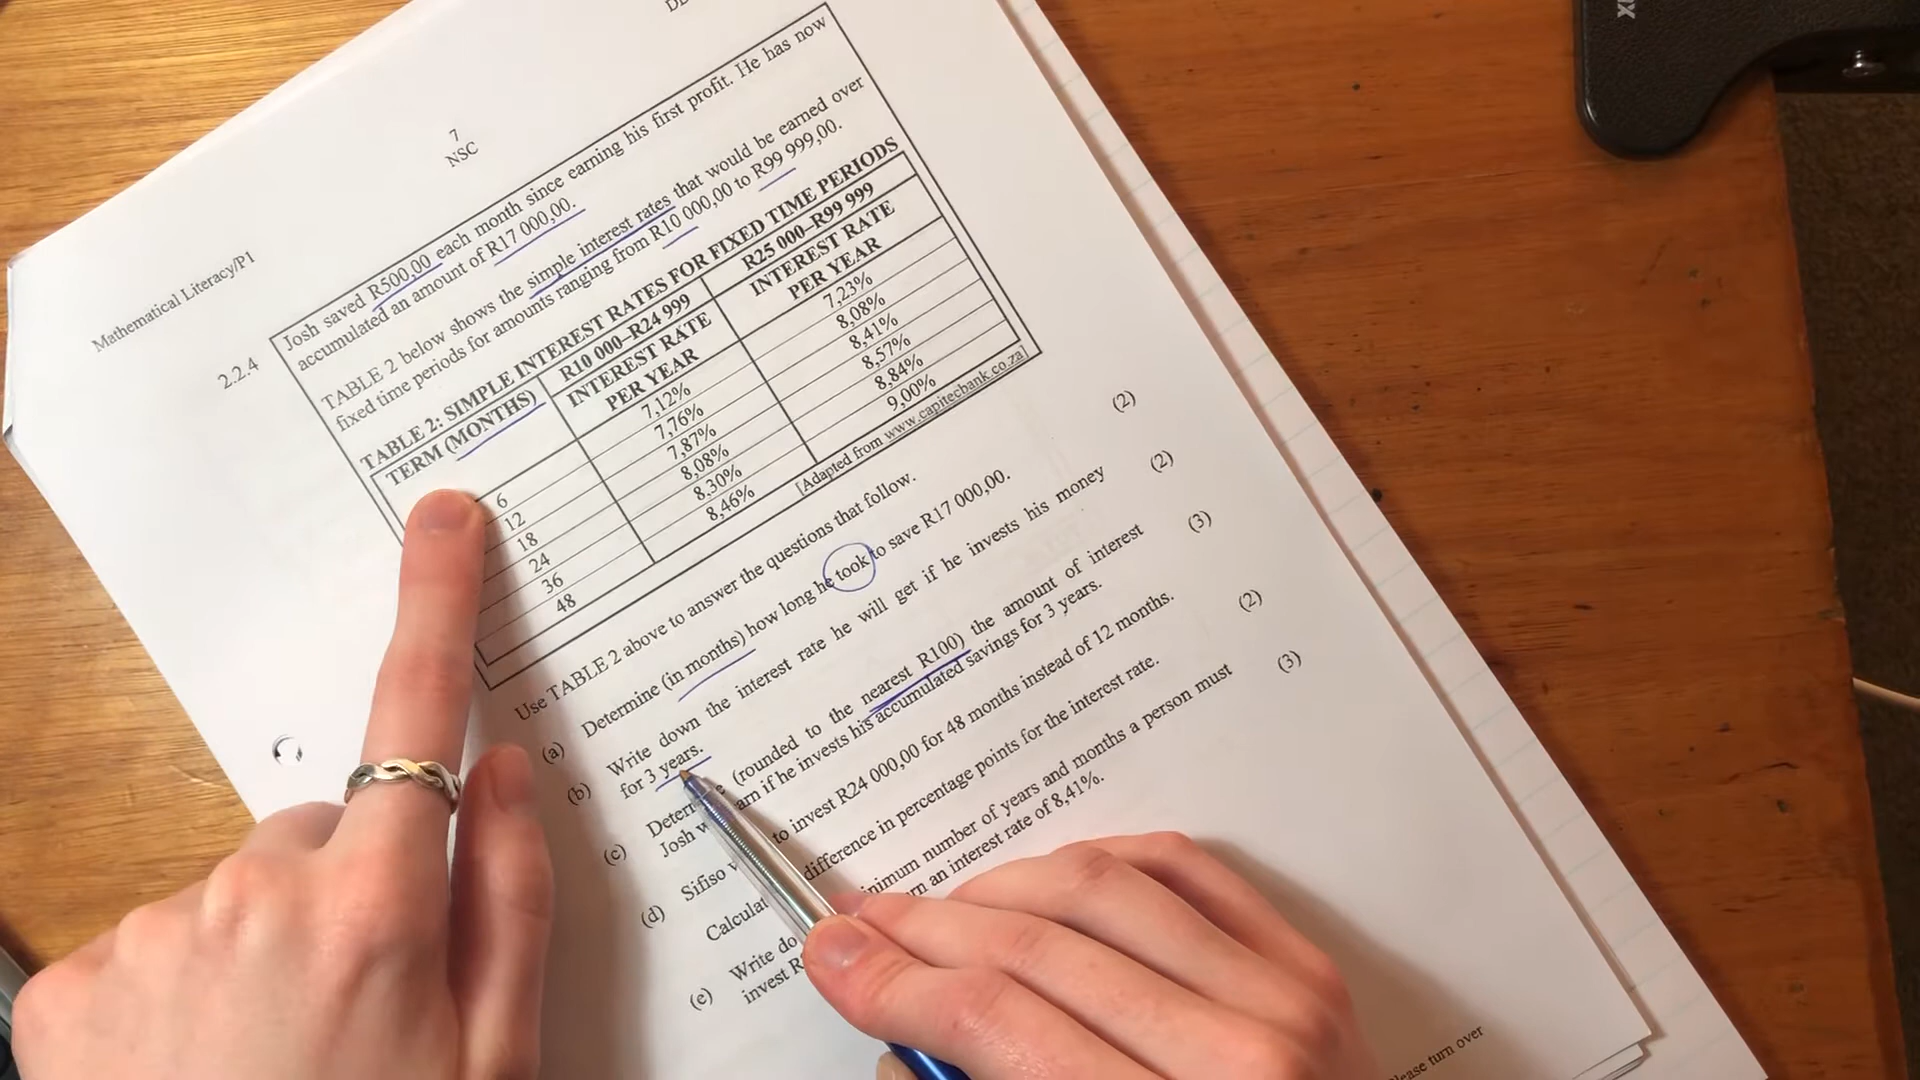 Mathematical Literacy/P1
7
NSC
2.2.4
Josh saved R500,00 each month since earning his first profit. He has now
accumulated an amount of R17 000,00.
TABLE 2 below shows the simple interest rates that would be earned over
fixed time periods for amounts ranging from R10 000,00 to R99 999,00.
TABLE 2: SIMPLE INTEREST RATES FOR FIXED TIME PERIODS
TERM (MONTHS) R10 000–R24 999 R25 000–R99 999
INTEREST RATE INTEREST RATE
PER YEAR PER YEAR
6 7,12% 7,23%
12 7,76% 8,08%
18 7,87% 8,41%
24 8,08% 8,57%
36 8,30% 8,84%
48 8,46% 9,00%
[Adapted from www.capitecbank.co.za]
Use TABLE 2 above to answer the questions that follow.
(a) Determine (in months) how long he took to save R17 000,00. (2)
(b) Write down the interest rate he will get if he invests his money
for 3 years. (2)
(c) (rounded to the nearest R100) the amount of interest
Josh if he invests his accumulated savings for 3 years. (3)
(d) Sifiso to invest R24 000,00 for 48 months instead of 12 months.
difference in percentage points for the interest rate. (2)
(e) Write number of years and months a person must
invest an interest rate of 8,41%. (3)
turn over